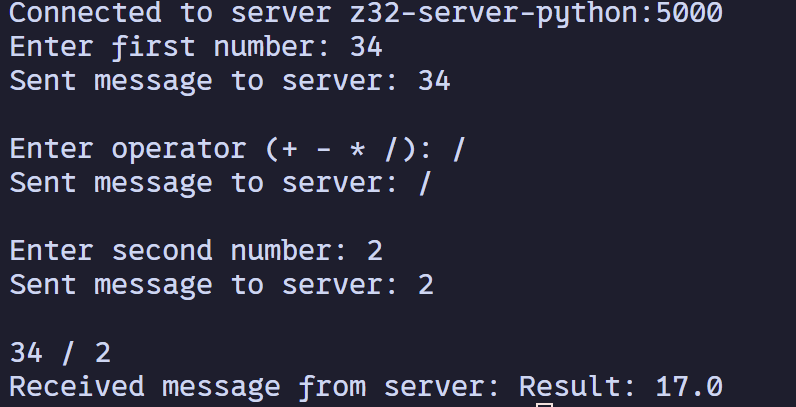 Connected to server z32-server-python:5000
Enter first number: 34
Sent message to server: 34
Enter operator (+ - * /): /
Sent message to server: /
Enter second number: 2
Sent message to server: 2
34 / 2
Received message from server: Result: 17.0